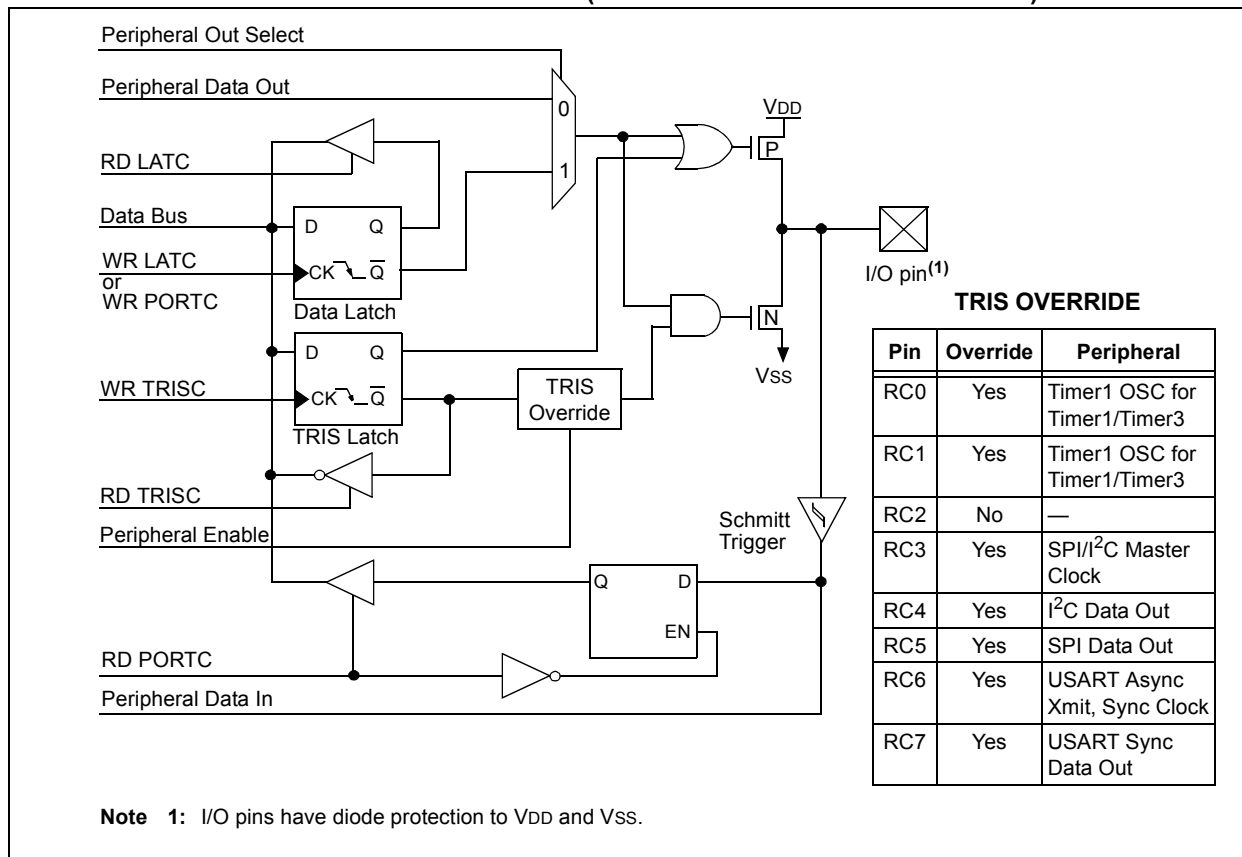 Peripheral Out Select
Peripheral Data Out
0
1
VDD
P
RD LATC
Data Bus
D Q
WR LATC
or
WR PORTC
CK Q̅
Data Latch
I/O pin(1)
N
VSS
D Q
WR TRISC
CK Q̅
TRIS Latch
TRIS
Override
RD TRISC
Peripheral Enable
Schmitt
Trigger
Q D
EN
RD PORTC
Peripheral Data In
TRIS OVERRIDE
Pin Override Peripheral
RC0 Yes Timer1 OSC for
Timer1/Timer3
RC1 Yes Timer1 OSC for
Timer1/Timer3
RC2 No —
RC3 Yes SPI/I²C Master
Clock
RC4 Yes I²C Data Out
RC5 Yes SPI Data Out
RC6 Yes USART Async
Xmit, Sync Clock
RC7 Yes USART Sync
Data Out
Note 1: I/O pins have diode protection to VDD and VSS.